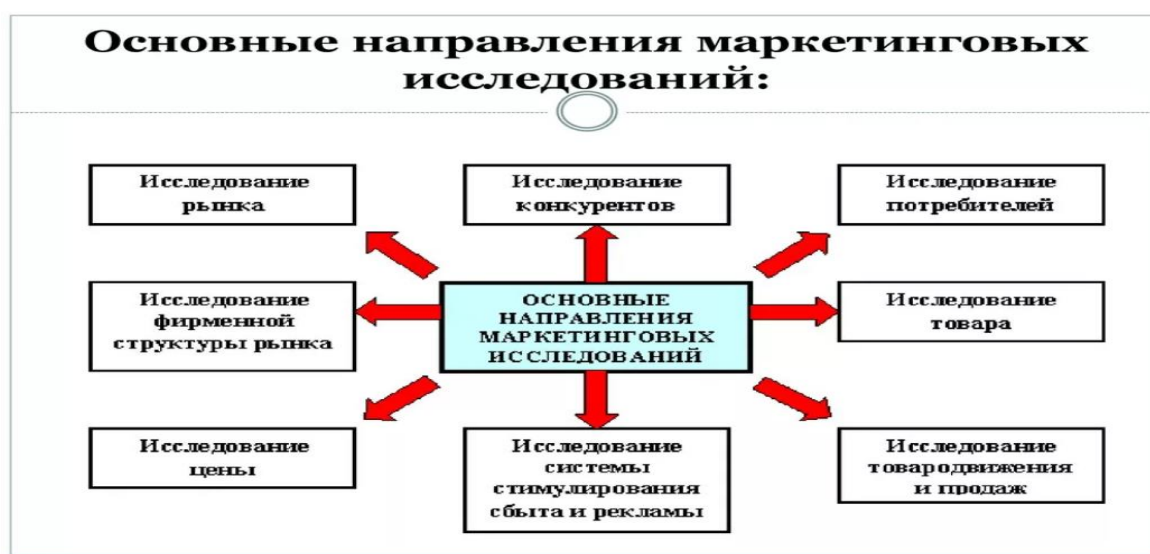 Основные направления маркетинговых
исследований:
Исследование
рынка
Исследование
конкурентов
Исследование
потребителей
Исследование
фирменной
структуры рынка
ОСНОВНЫЕ
НАПРАВЛЕНИЯ
МАРКЕТИНГОВЫХ
ИССЛЕДОВАНИЙ
Исследование
товара
Исследование
цены
Исследование
системы
стимулирования
сбыта и рекламы
Исследование
товародвижения
и продаж